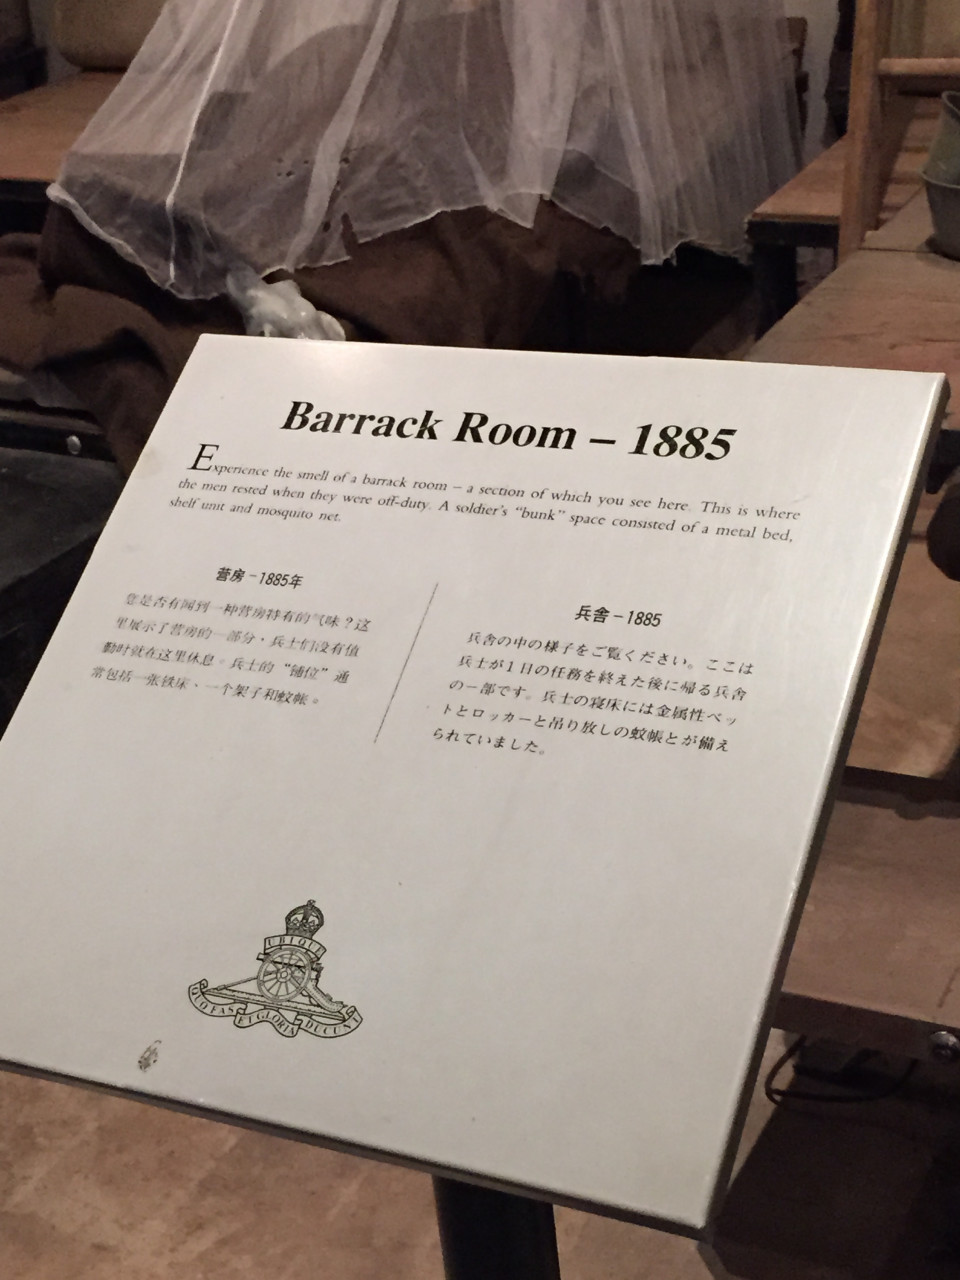 Barrack Room – 1885
Experience the smell of a barrack room – a section of which you see here. This is where
the men rested when they were off-duty. A soldier's "bunk" space consisted of a metal bed,
shelf unit and mosquito net.
营房－1885年
您是否有闻到一种营房特有的气味？这
里展示了营房的一部分，兵士们没有值
勤时就在这里休息。兵士的“铺位”通
常包括一张铁床、一个架子和蚊帐。
兵舎－1885
兵舎の中の様子をご覧ください。ここは
兵士が１日の任務を終えた後に帰る兵舎
の一部です。兵士の寝床には金属性ベッ
トとロッカーと吊り放しの蚊帳とが備え
られていました。
UBIQUE
QUO FAS ET GLORIA DUCUNT